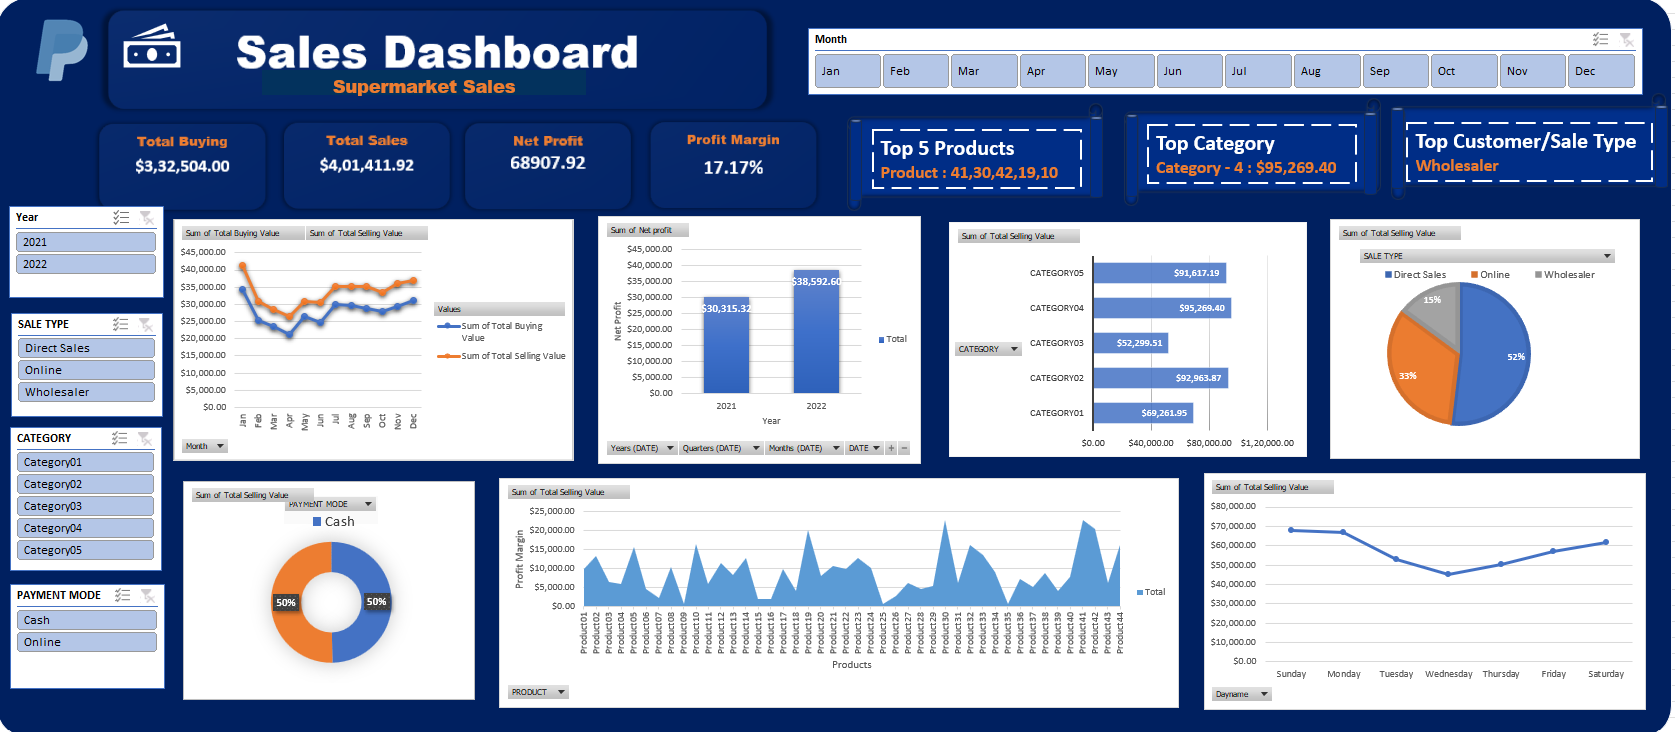 Sales Dashboard
Supermarket Sales
Month
Jan Feb Mar Apr May Jun Jul Aug Sep Oct Nov Dec
Total Buying
$3,32,504.00
Total Sales
$4,01,411.92
Net Profit
68907.92
Profit Margin
17.17%
Top 5 Products
Product : 41,30,42,19,10
Top Category
Category - 4 : $95,269.40
Top Customer/Sale Type
Wholesaler
Year
2021
2022
SALE TYPE
Direct Sales
Online
Wholesaler
CATEGORY
Category01
Category02
Category03
Category04
Category05
PAYMENT MODE
Cash
Online
Sum of Total Buying Value Sum of Total Selling Value
$45,000.00
$40,000.00
$35,000.00
$30,000.00
$25,000.00
$20,000.00
$15,000.00
$10,000.00
$5,000.00
$0.00
Jan Feb Mar Apr May Jun Jul Aug Sep Oct Nov Dec
Values
Sum of Total Buying
Value
Sum of Total Selling Value
Month
Sum of Net profit
$45,000.00
$40,000.00
$35,000.00
$30,000.00
$25,000.00
$20,000.00
$15,000.00
$10,000.00
$5,000.00
$0.00
Net Profit
$30,315.32
$38,592.60
2021 2022
Year
Total
Years (DATE) Quarters (DATE) Months (DATE) DATE + −
Sum of Total Selling Value
CATEGORY
CATEGORY05 $91,617.19
CATEGORY04 $95,269.40
CATEGORY03 $52,299.51
CATEGORY02 $92,963.87
CATEGORY01 $69,261.95
$0.00 $40,000.00 $80,000.00 $1,20,000.00
Sum of Total Selling Value
SALE TYPE
Direct Sales Online Wholesaler
15%
52%
33%
Sum of Total Selling Value
PAYMENT MODE
Cash
50% 50%
Sum of Total Selling Value
$25,000.00
$20,000.00
$15,000.00
$10,000.00
$5,000.00
$0.00
Profit Margin
Product01 Product02 Product03 Product04 Product05 Product06 Product07 Product08 Product09 Product10 Product11 Product12 Product13 Product14 Product15 Product16 Product17 Product18 Product19 Product20 Product21 Product22 Product23 Product24 Product25 Product26 Product27 Product28 Product29 Product30 Product31 Product32 Product33 Product34 Product35 Product36 Product37 Product38 Product39 Product40 Product41 Product42 Product43 Product44
Products
Total
PRODUCT
Sum of Total Selling Value
$80,000.00
$70,000.00
$60,000.00
$50,000.00
$40,000.00
$30,000.00
$20,000.00
$10,000.00
$0.00
Sunday Monday Tuesday Wednesday Thursday Friday Saturday
Dayname